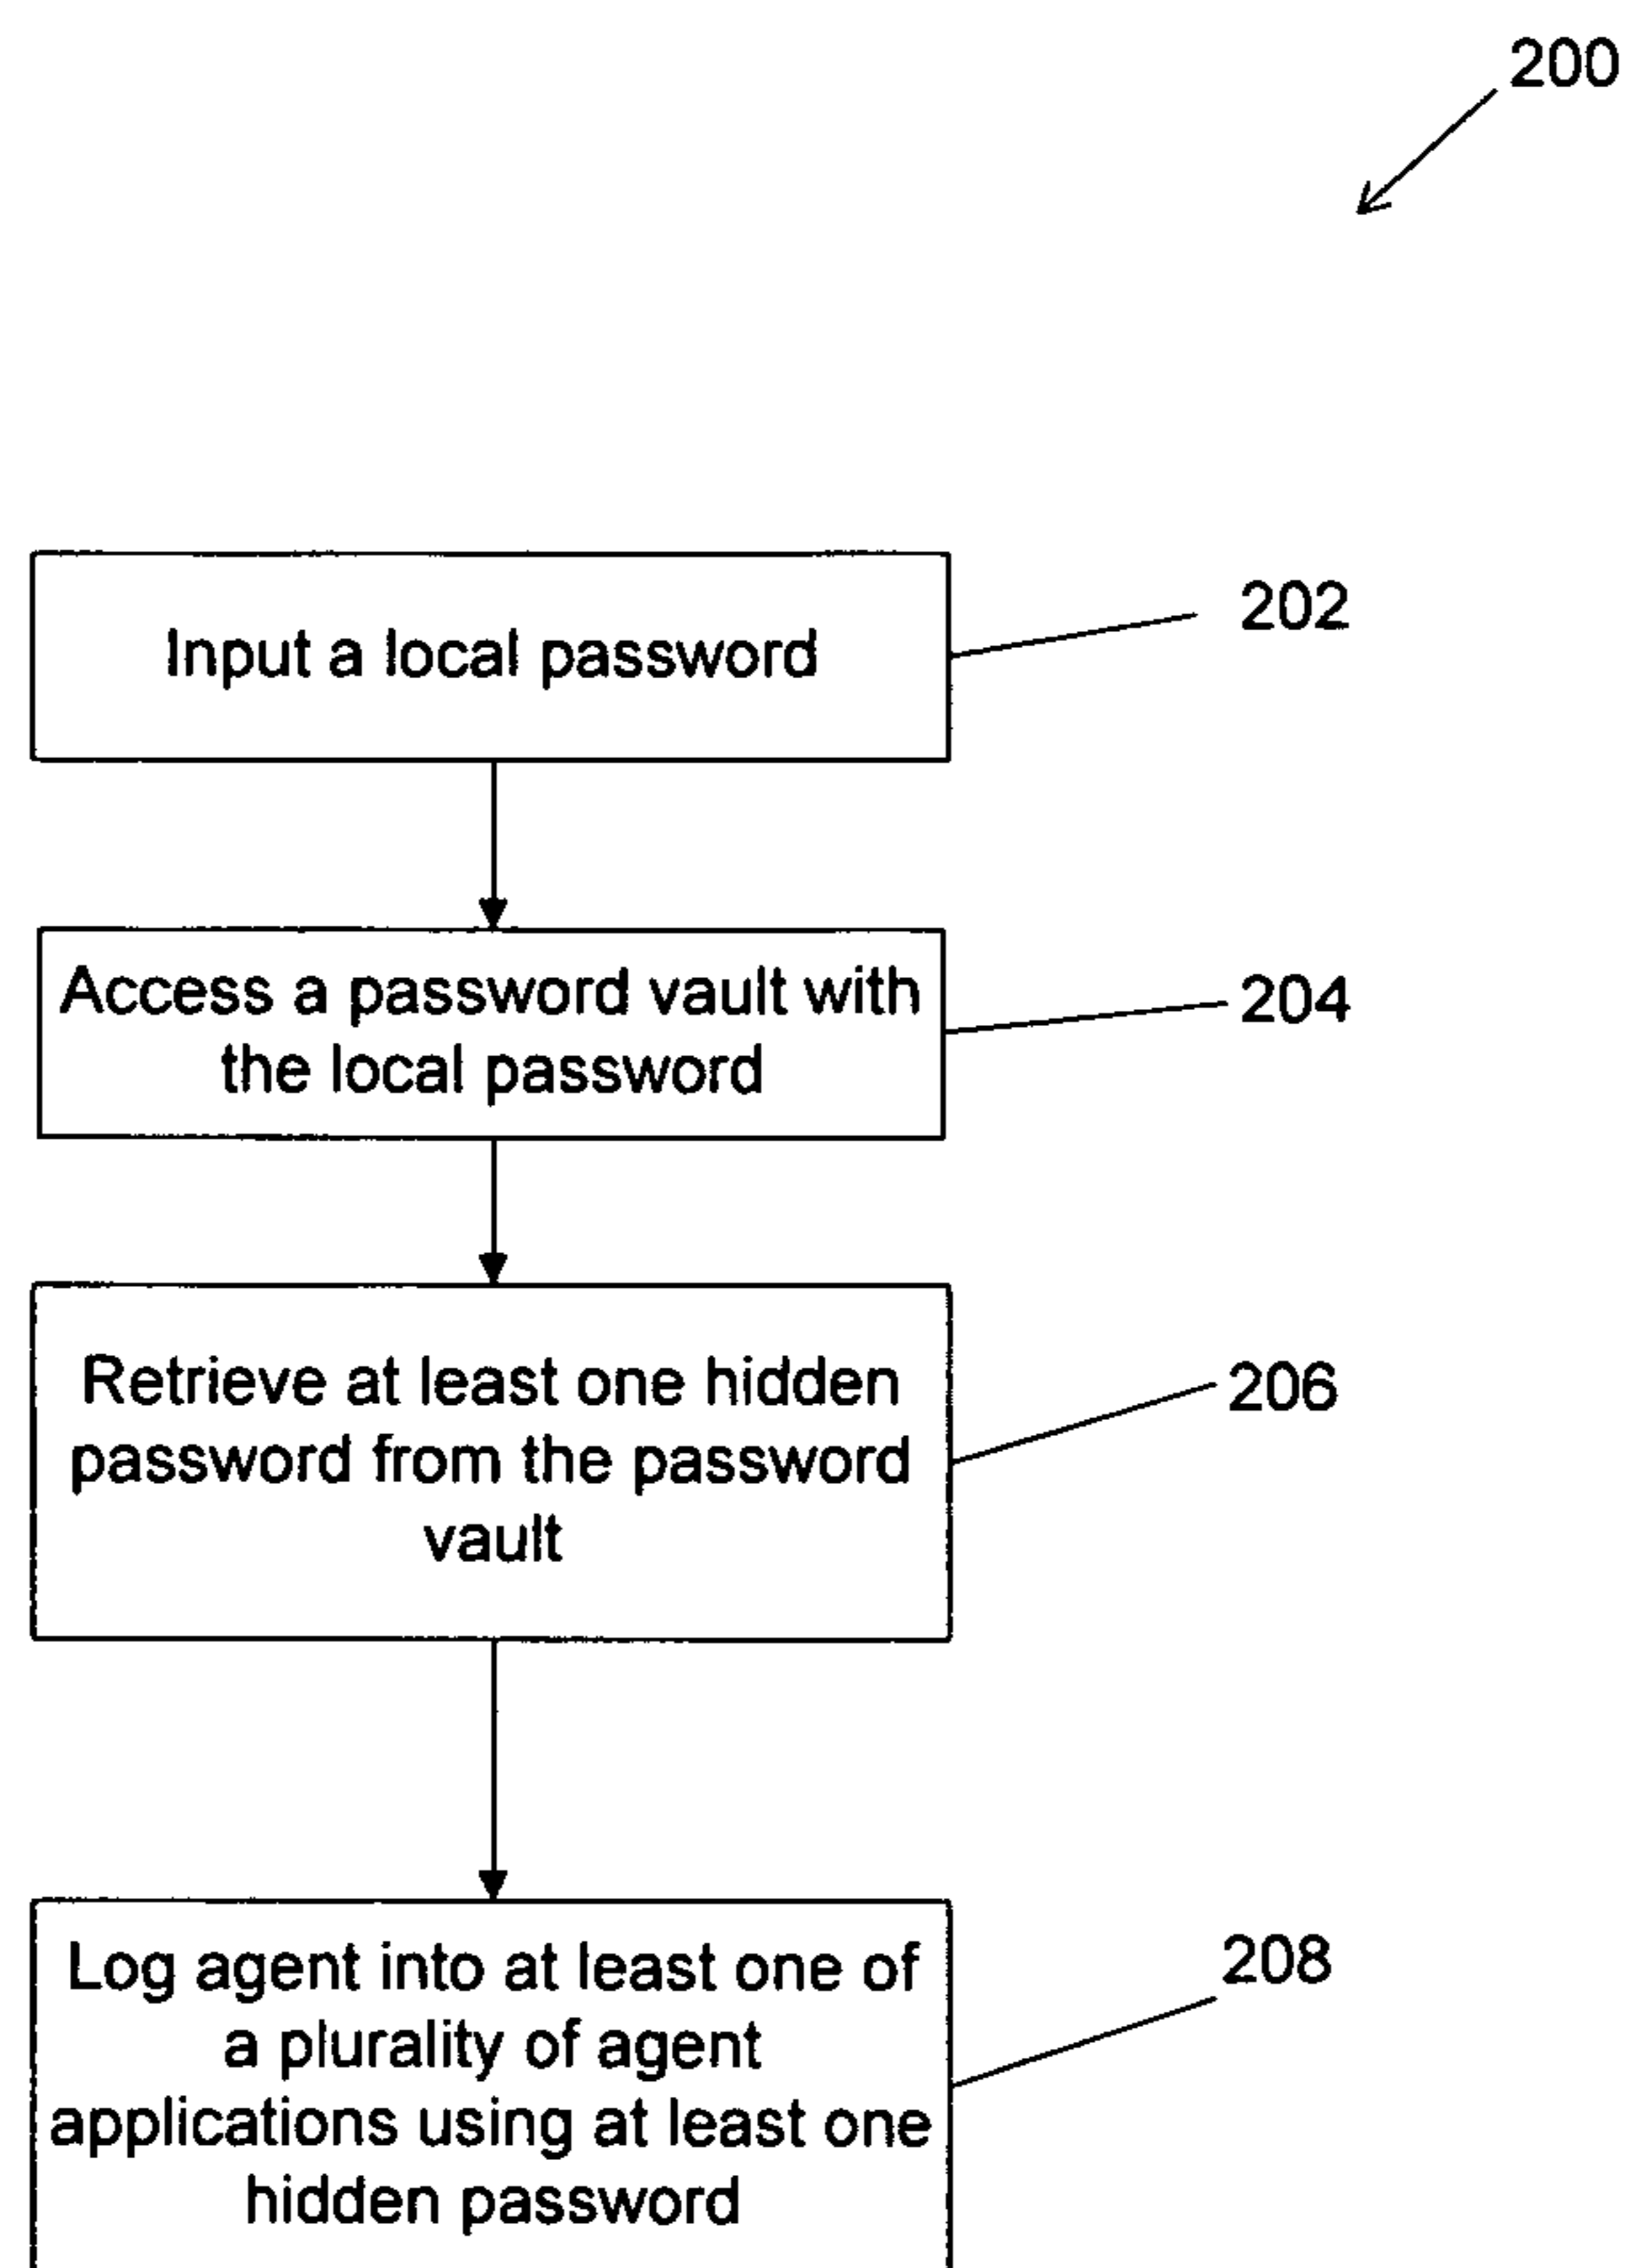 200
Input a local password
202
Access a password vault with
the local password
204
Retrieve at least one hidden
password from the password
vault
206
Log agent into at least one of
a plurality of agent
applications using at least one
hidden password
208